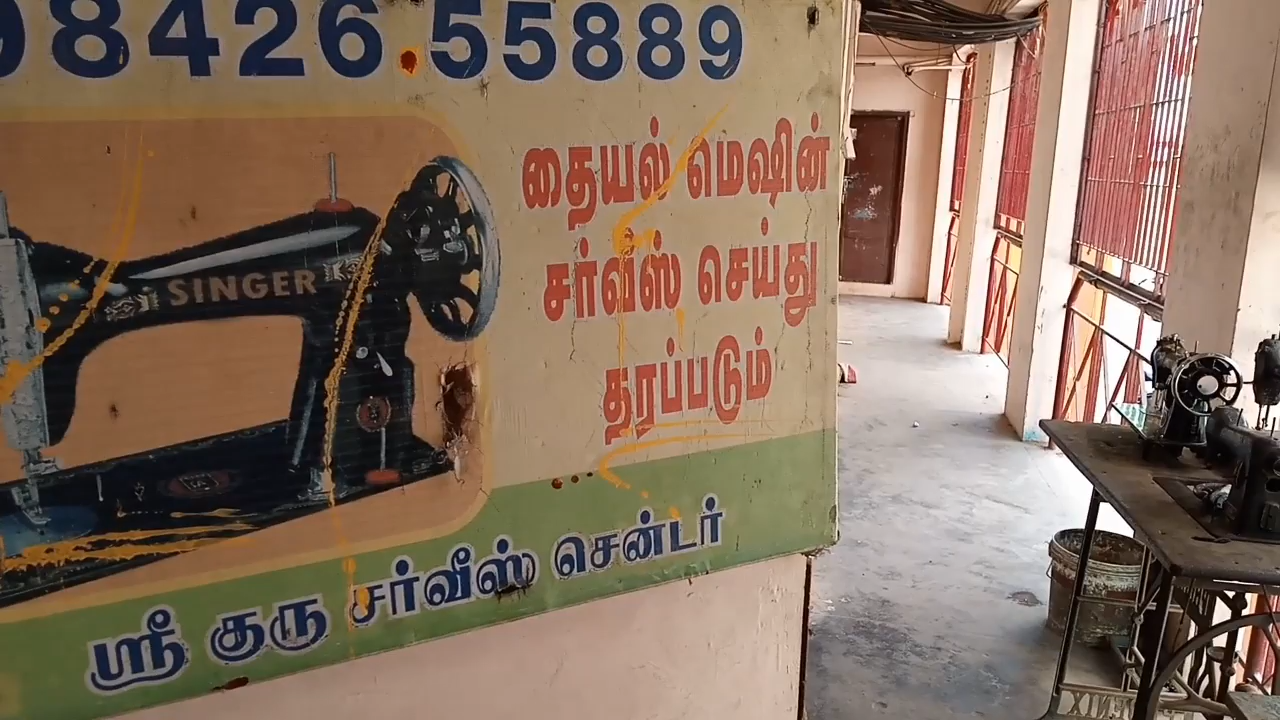 98426 55889
தையல் மெஷின்
சர்வீஸ் செய்து
தரப்படும்
SINGER
ஸ்ரீ குரு சர்வீஸ் சென்டர்